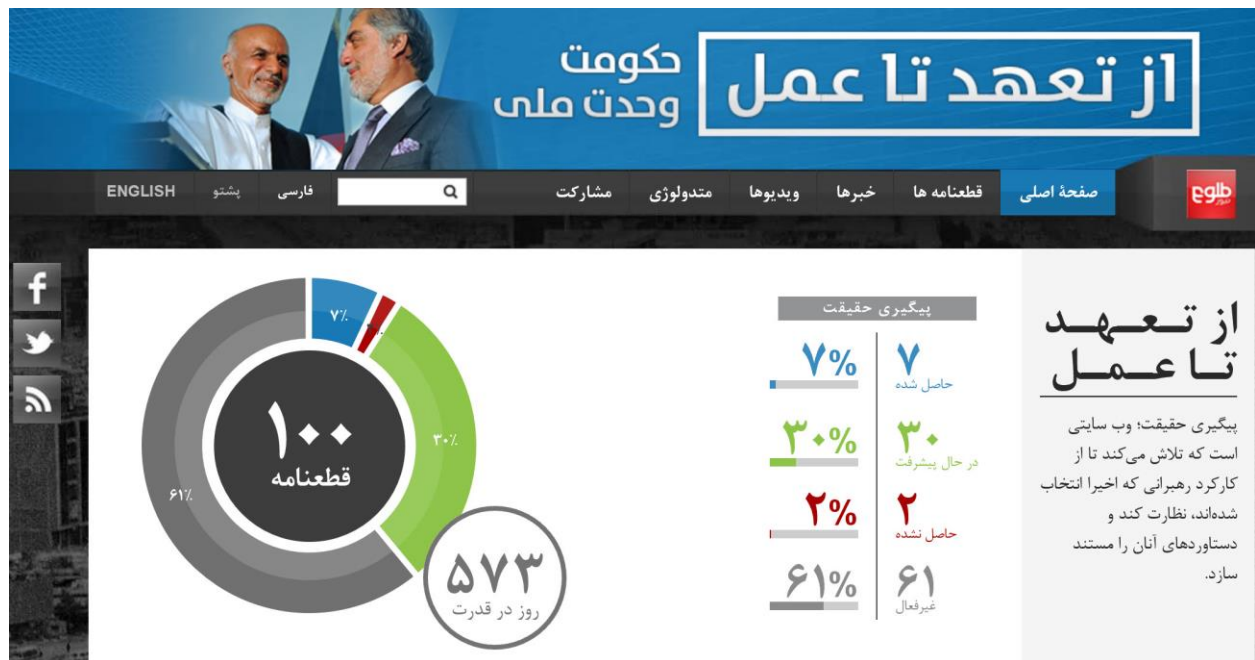 از تعهد تا عمل
حکومت
وحدت ملی
طلوع
نیوز
صفحهٔ اصلی
قطعنامه ها
خبرها
ویدیوها
متدولوژی
مشارکت
فارسی
پشتو
ENGLISH
از تعهد
تا عمل
پیگیری حقیقت؛ وب سایتی
است که تلاش می‌کند تا از
کارکرد رهبرانی که اخیرا انتخاب
شده‌اند، نظارت کند و
دستاوردهای آنان را مستند
سازد.
پیگیری حقیقت
۷ ۷%
حاصل شده
۳۰ ۳۰%
در حال پیشرفت
۲ ۲%
حاصل نشده
۶۱ ۶۱%
غیرفعال
۷٪
۳۰٪
۶۱٪
۱۰۰
قطعنامه
۵۷۳
روز در قدرت